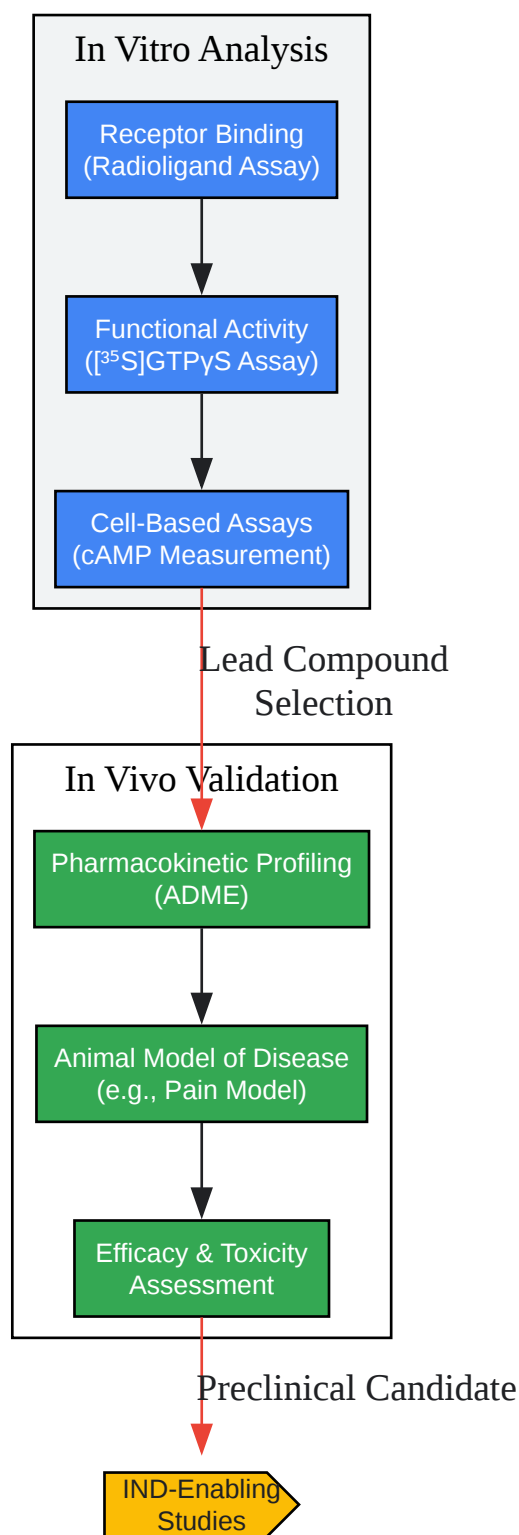 In Vitro Analysis
Receptor Binding
(Radioligand Assay)
Functional Activity
([³⁵S]GTPγS Assay)
Cell-Based Assays
(cAMP Measurement)
Lead Compound
Selection
In Vivo Validation
Pharmacokinetic Profiling
(ADME)
Animal Model of Disease
(e.g., Pain Model)
Efficacy & Toxicity
Assessment
Preclinical Candidate
IND-Enabling
Studies